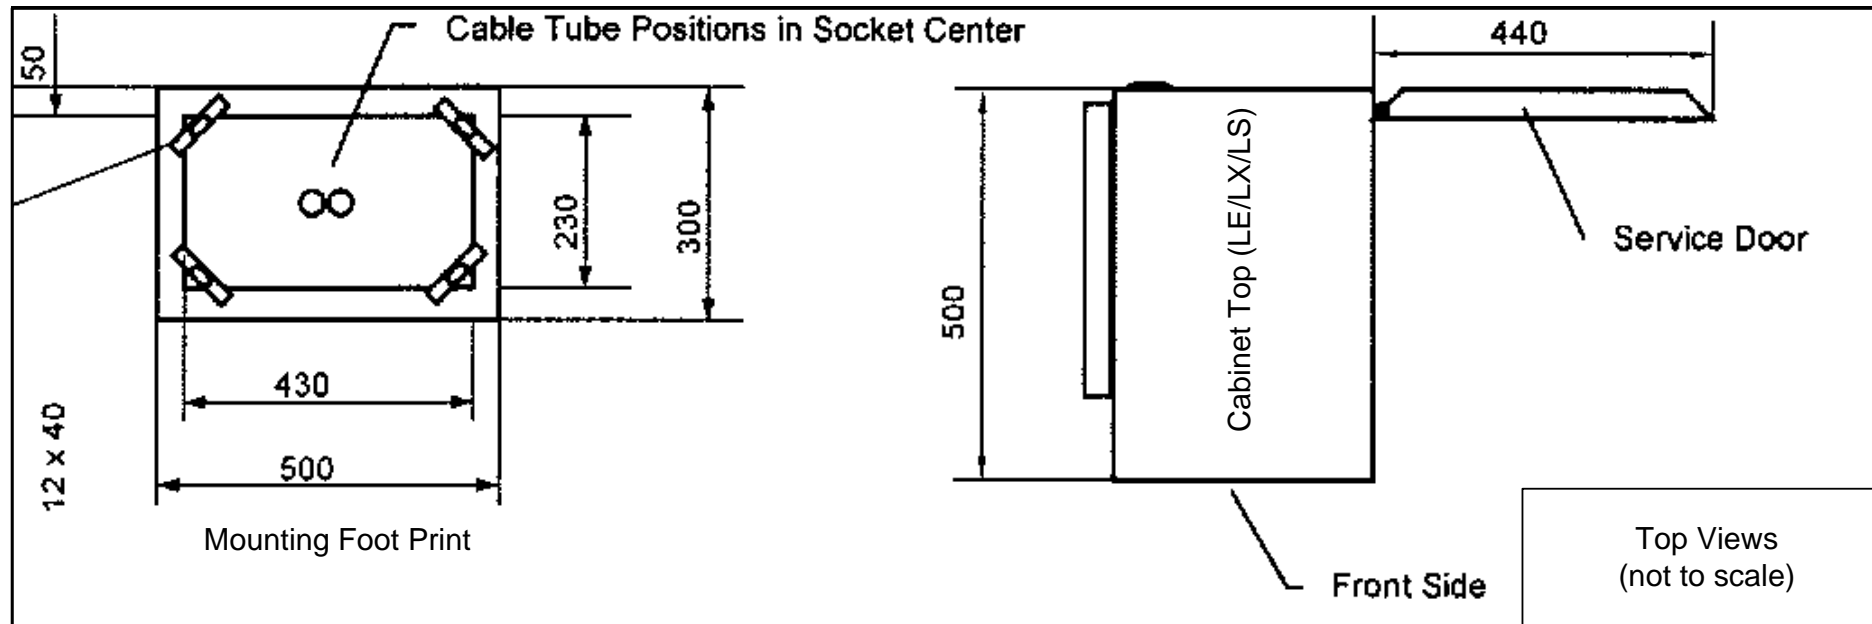 Cable Tube Positions in Socket Center
50
230
300
430
500
12 x 40
Mounting Foot Print
440
500
Cabinet Top (LE/LX/LS)
Service Door
Front Side
Top Views
(not to scale)